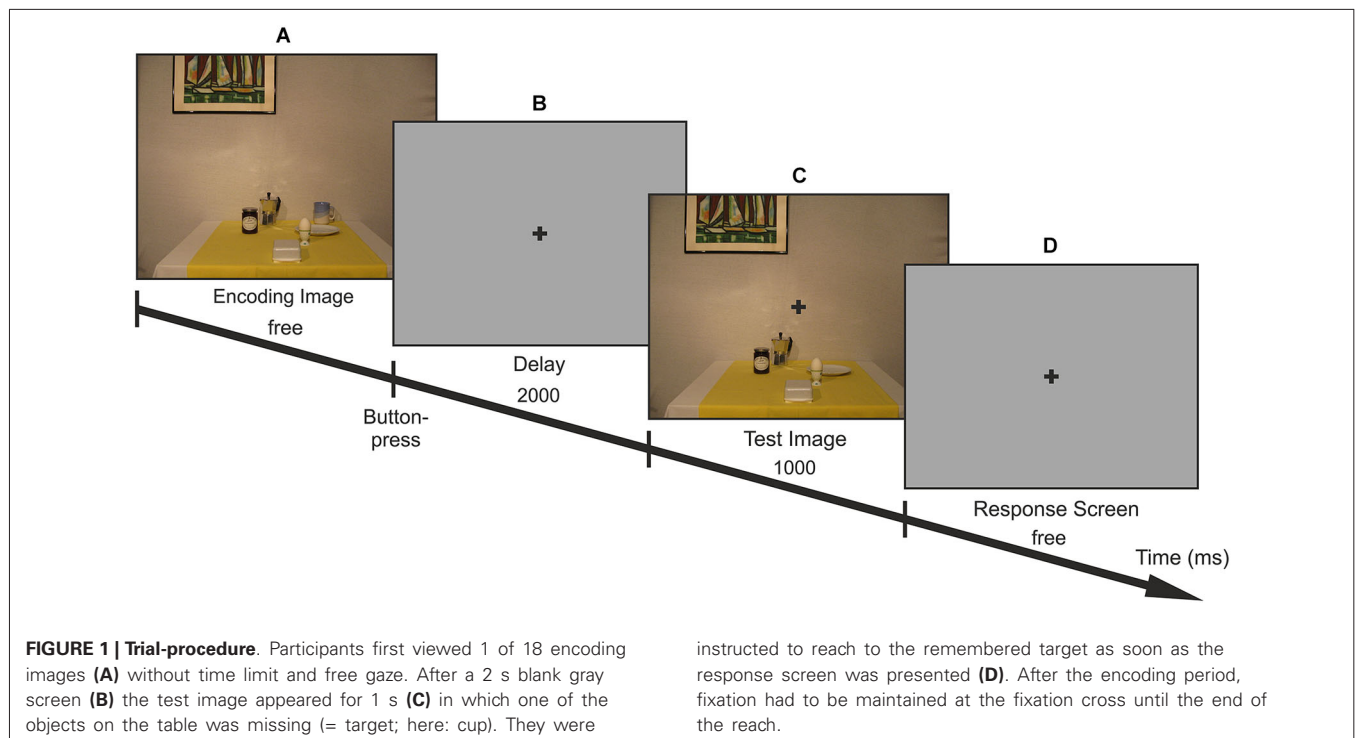 A
B
C
D
Encoding Image
free
Button-
press
Delay
2000
Test Image
1000
Response Screen
free
Time (ms)
FIGURE 1 | Trial-procedure. Participants first viewed 1 of 18 encoding
images (A) without time limit and free gaze. After a 2 s blank gray
screen (B) the test image appeared for 1 s (C) in which one of the
objects on the table was missing (= target; here: cup). They were
instructed to reach to the remembered target as soon as the
response screen was presented (D). After the encoding period,
fixation had to be maintained at the fixation cross until the end of
the reach.